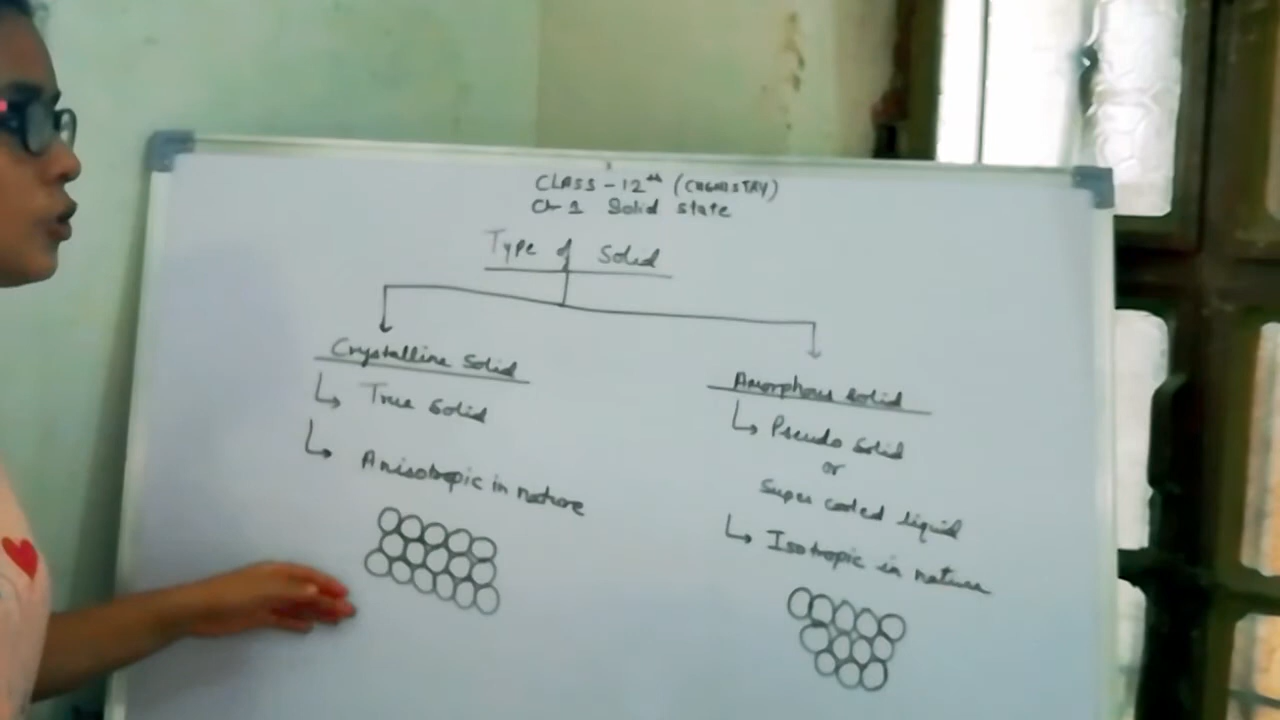 CLASS - 12th (CHEMISTRY)
Ch 1 Solid state
Type of Solid
Crystalline Solid
True Solid
Anisotropic in nature
Amorphous solid
Pseudo Solid
or
Super cooled liquid
Isotropic in nature